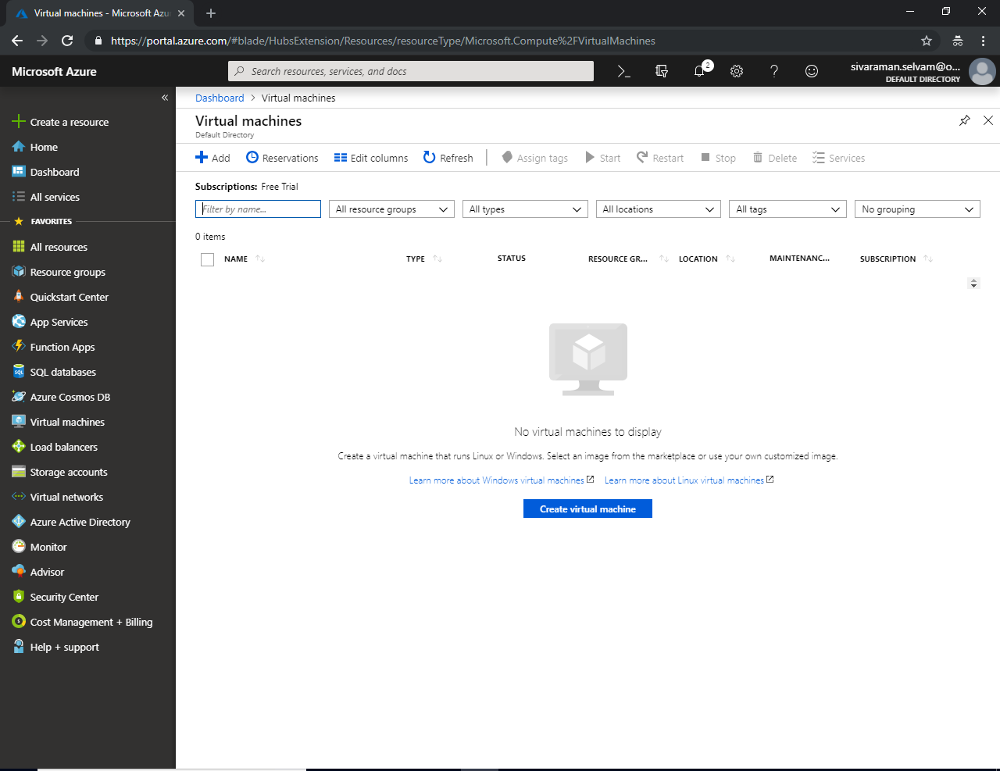 Virtual machines - Microsoft Azu
https://portal.azure.com/#blade/HubsExtension/Resources/resourceType/Microsoft.Compute%2FVirtualMachines
Microsoft Azure
Search resources, services, and docs
2
sivaraman.selvam@o...
DEFAULT DIRECTORY
Create a resource
Home
Dashboard
All services
FAVORITES
All resources
Resource groups
Quickstart Center
App Services
Function Apps
SQL databases
Azure Cosmos DB
Virtual machines
Load balancers
Storage accounts
Virtual networks
Azure Active Directory
Monitor
Advisor
Security Center
Cost Management + Billing
Help + support
Dashboard > Virtual machines
Virtual machines
Default Directory
Add Reservations Edit columns Refresh Assign tags Start Restart Stop Delete Services
Subscriptions: Free Trial
Filter by name... All resource groups All types All locations All tags No grouping
0 items
NAME TYPE STATUS RESOURCE GR... LOCATION MAINTENANC... SUBSCRIPTION
No virtual machines to display
Create a virtual machine that runs Linux or Windows. Select an image from the marketplace or use your own customized image.
Learn more about Windows virtual machines Learn more about Linux virtual machines
Create virtual machine